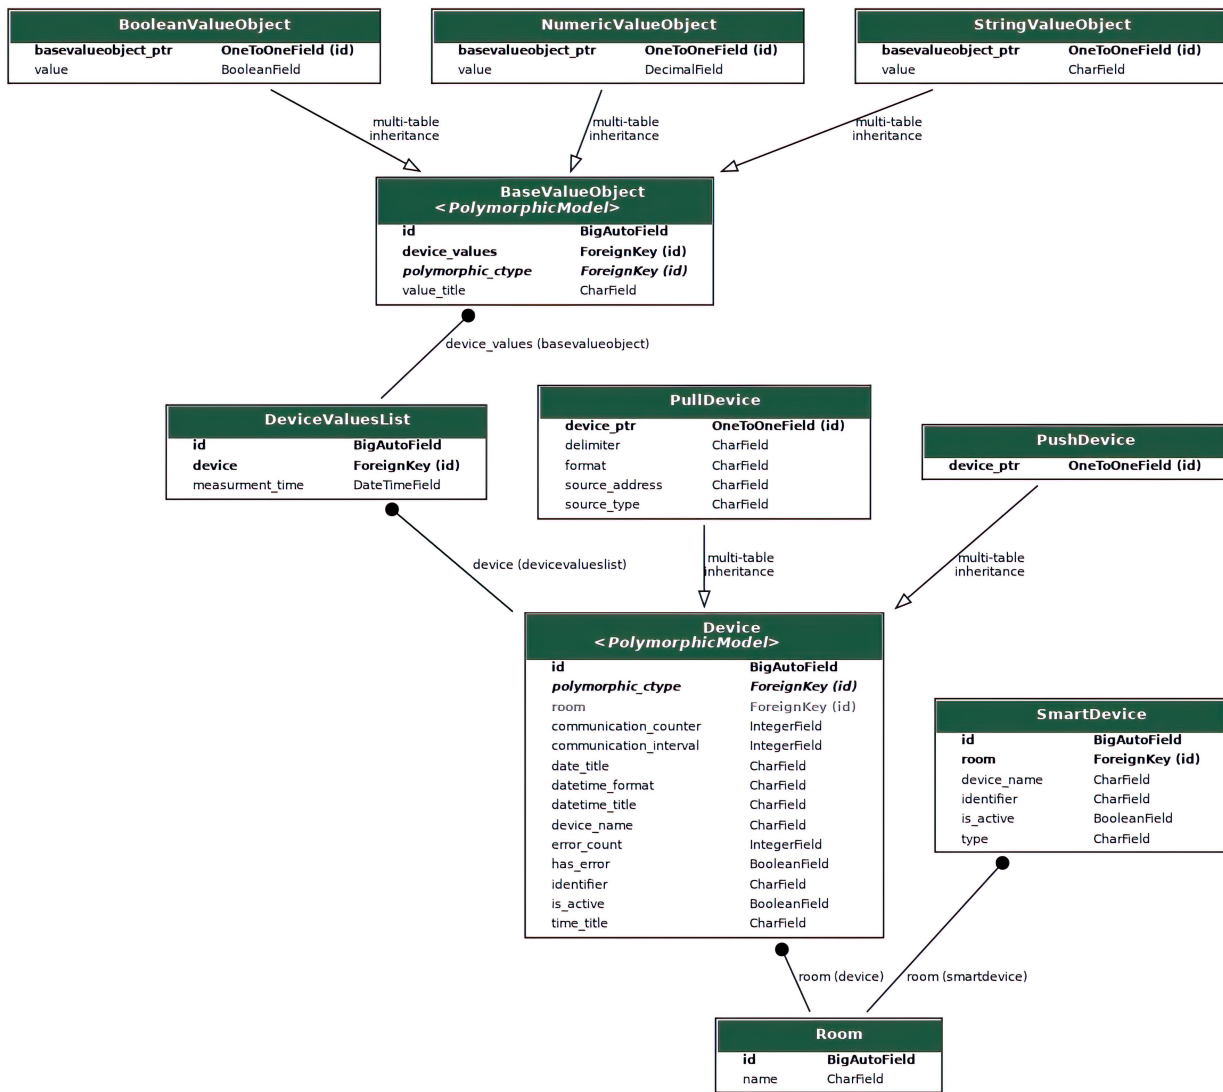 BooleanValueObject
basevalueobject_ptr OneToOneField (id)
value BooleanField
NumericValueObject
basevalueobject_ptr OneToOneField (id)
value DecimalField
StringValueObject
basevalueobject_ptr OneToOneField (id)
value CharField
multi-table
inheritance
multi-table
inheritance
multi-table
inheritance
BaseValueObject
<PolymorphicModel>
id BigAutoField
device_values ForeignKey (id)
polymorphic_ctype ForeignKey (id)
value_title CharField
device_values (basevalueobject)
DeviceValuesList
id BigAutoField
device ForeignKey (id)
measurment_time DateTimeField
PullDevice
device_ptr OneToOneField (id)
delimiter CharField
format CharField
source_address CharField
source_type CharField
PushDevice
device_ptr OneToOneField (id)
device (devicevalueslist)
multi-table
inheritance
multi-table
inheritance
Device
<PolymorphicModel>
id BigAutoField
polymorphic_ctype ForeignKey (id)
room ForeignKey (id)
communication_counter IntegerField
communication_interval IntegerField
date_title CharField
datetime_format CharField
datetime_title CharField
device_name CharField
error_count IntegerField
has_error BooleanField
identifier CharField
is_active BooleanField
time_title CharField
SmartDevice
id BigAutoField
room ForeignKey (id)
device_name CharField
identifier CharField
is_active BooleanField
type CharField
room (device)
room (smartdevice)
Room
id BigAutoField
name CharField